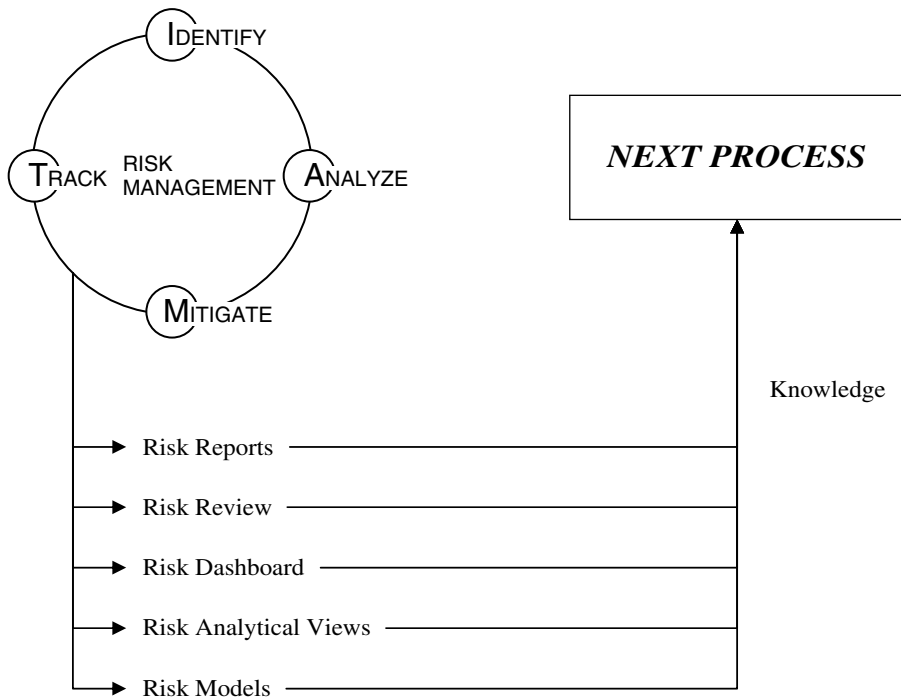 IDENTIFY
TRACK
RISK
MANAGEMENT
ANALYZE
MITIGATE
NEXT PROCESS
Knowledge
Risk Reports
Risk Review
Risk Dashboard
Risk Analytical Views
Risk Models